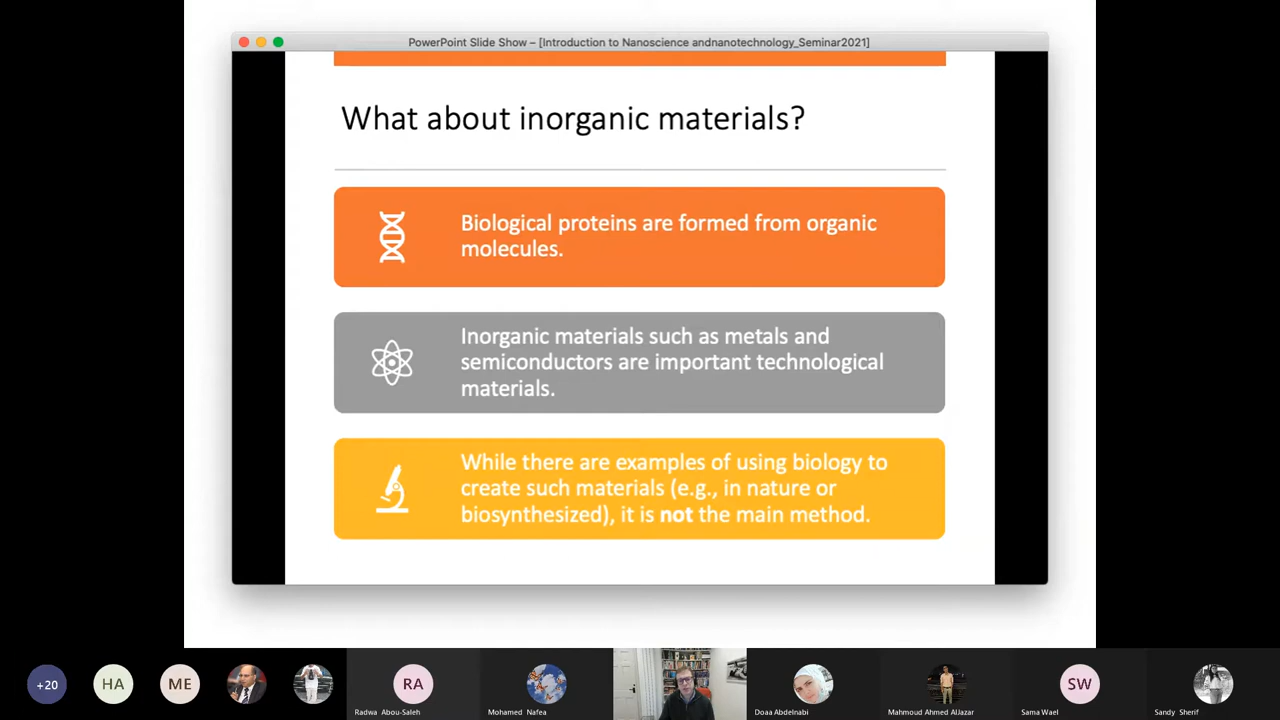 PowerPoint Slide Show – [Introduction to Nanoscience andnanotechnology_Seminar2021]
What about inorganic materials?
Biological proteins are formed from organic
molecules.
Inorganic materials such as metals and
semiconductors are important technological
materials.
While there are examples of using biology to
create such materials (e.g., in nature or
biosynthesized), it is not the main method.
+20
HA
ME
RA
SW
Radwa Abou-Saleh
Mohamed Nafea
Doaa Abdelnabi
Mahmoud Ahmed AlJazar
Sama Wael
Sandy Sherif